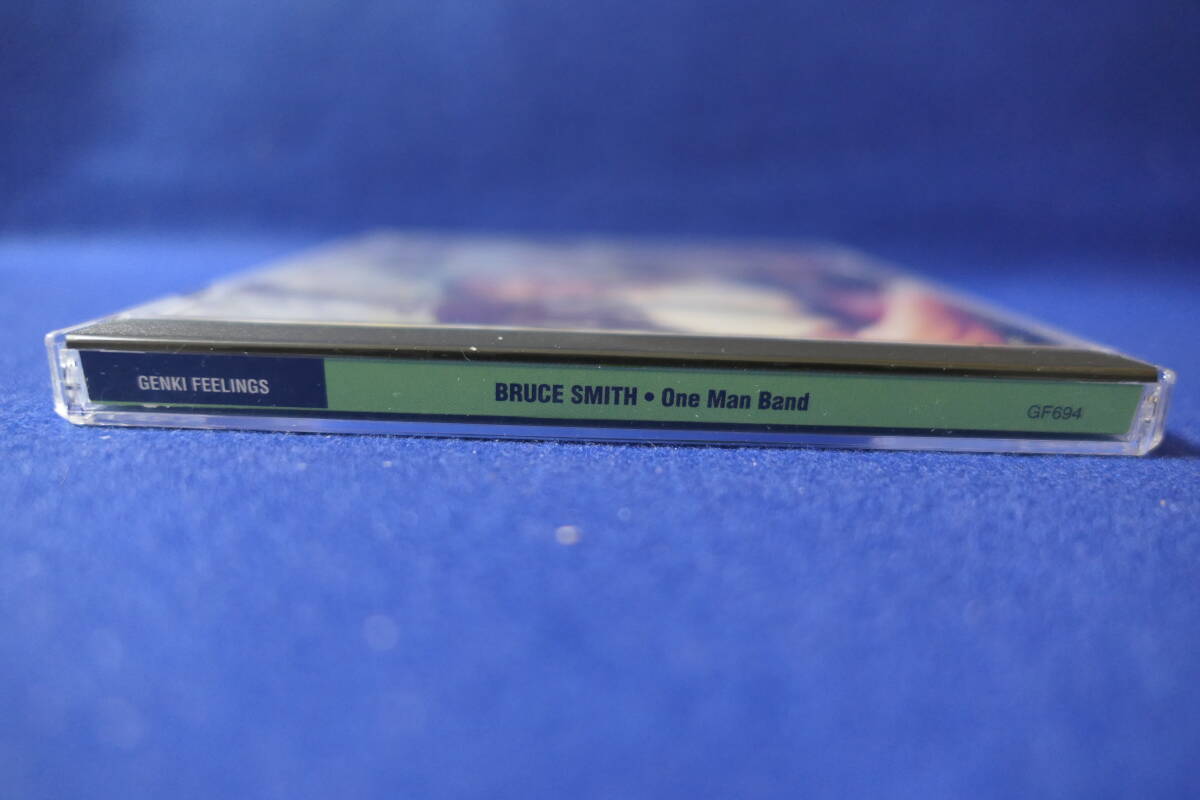 GENKI FEELINGS
BRUCE SMITH • One Man Band
GF694